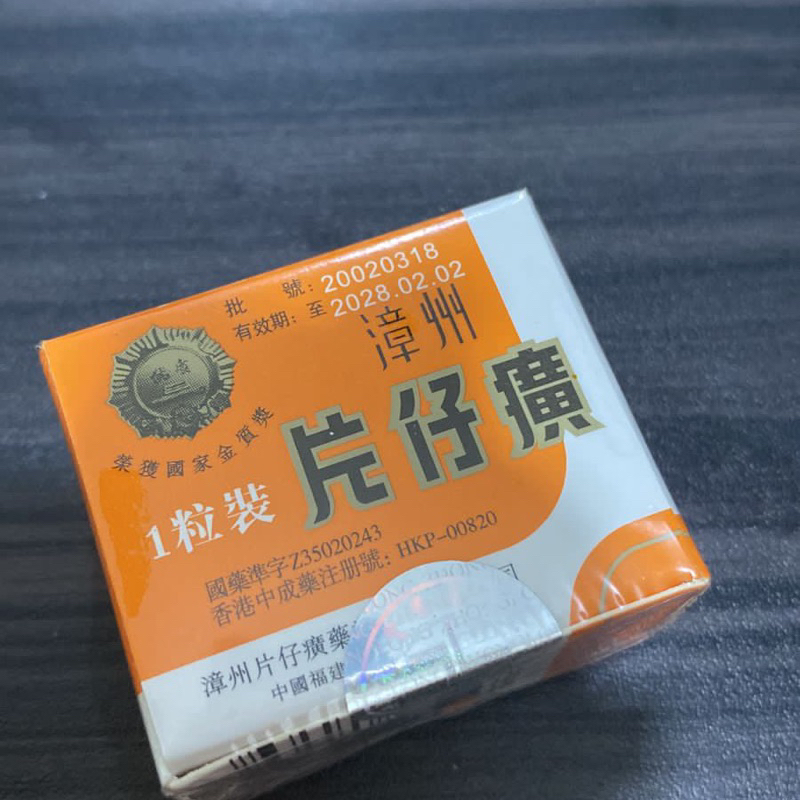 批 號: 20020318
有效期: 至 2028.02.02
漳州
片仔癀
榮獲國家金質獎
1粒裝
國藥準字Z35020243
香港中成藥注册號: HKP-00820
漳州片仔癀藥
中國福建